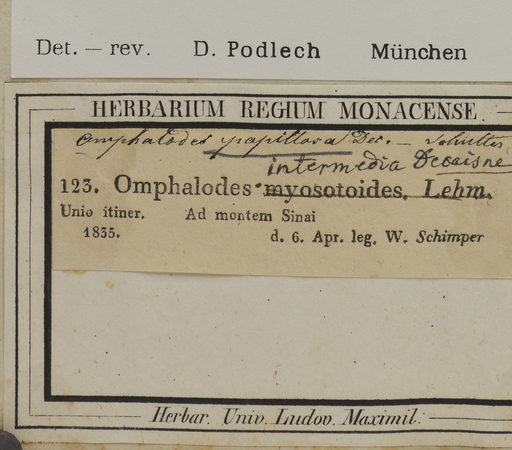 Det. — rev. D. Podlech München
HERBARIUM REGIUM MONACENSE.
Omphalodes papillosa Dec. —
intermedia Decaisne
123. Omphalodes myosotoides. Lehm.
Unio itiner. Ad montem Sinai
1835. d. 6. Apr. leg. W. Schimper
Herbar. Univ. Ludov. Maximil.